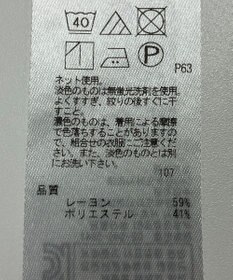 40
P
P63
ネット使用。
淡色のものは無蛍光洗剤を使用。
よくすすぎ、絞りの後すぐに干
すこと。
濃色のものは、着用による摩擦
で色落ちすることがありますの
で、組合せの衣服にご注意くだ
さい。また、淡色のものとは別
にお洗い下さい。
107
品質
レーヨン 59%
ポリエステル 41%